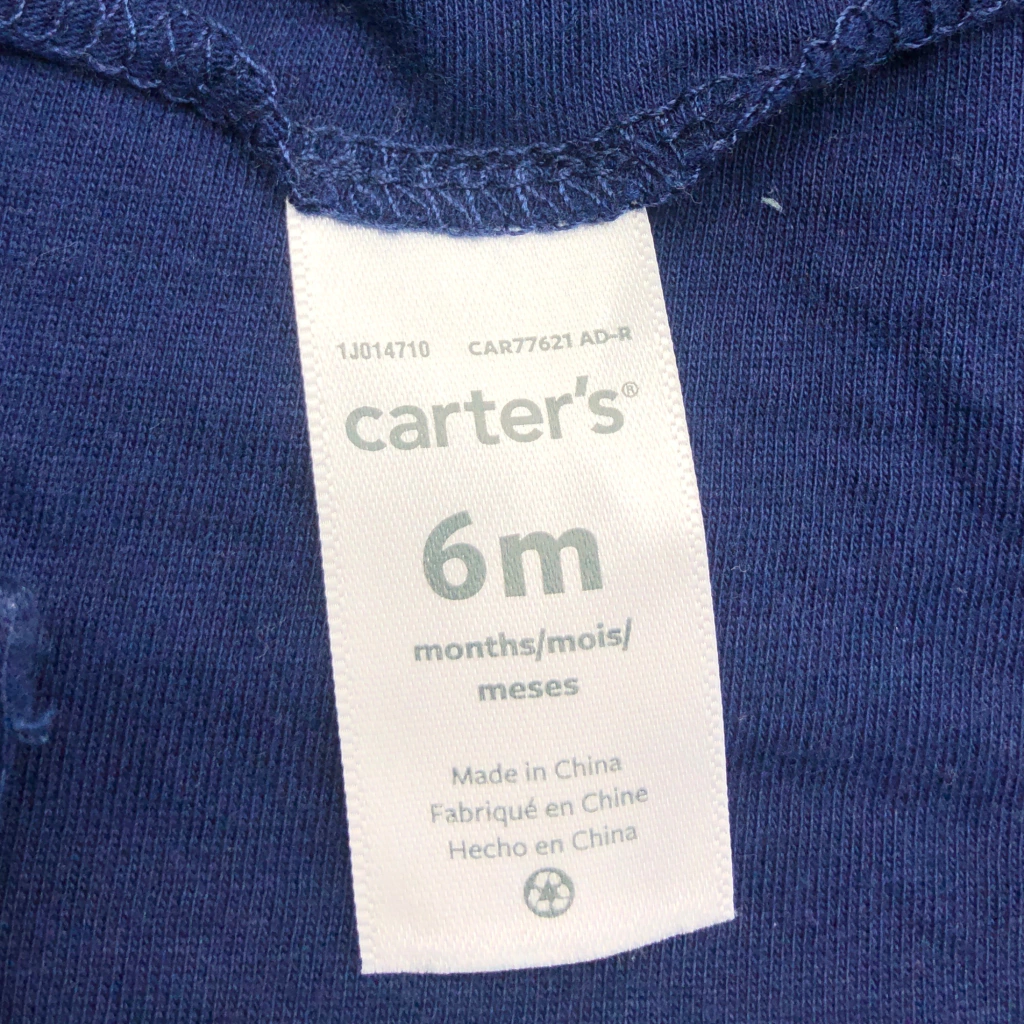 1J014710 CAR77621 AD-R
carter's®
6m
months/mois/
meses
Made in China
Fabriqué en Chine
Hecho en China